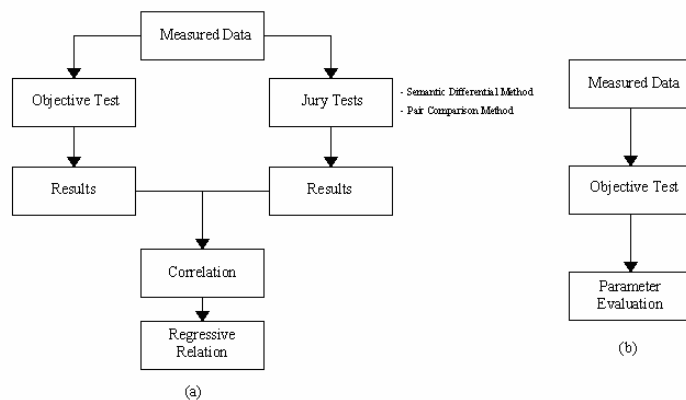 Measured Data
Objective Test
Jury Tests
- Semantic Differential Method
- Pair Comparison Method
Results
Results
Correlation
Regressive
Relation
(a)
Measured Data
Objective Test
Parameter
Evaluation
(b)